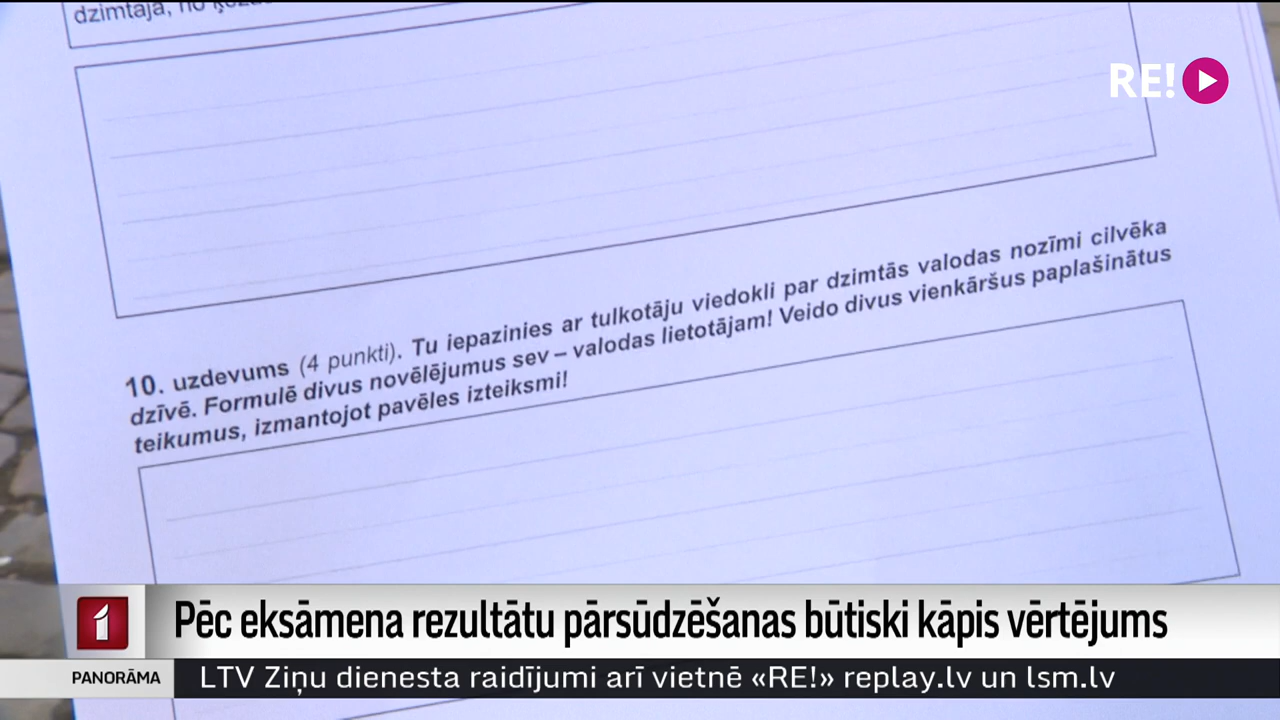 dzimtajā, no
RE!
10. uzdevums (4 punkti). Tu iepazinies ar tulkotāju viedokli par dzimtās valodas nozīmi cilvēka
dzīvē. Formulē divus novēlējumus sev – valodas lietotājam! Veido divus vienkāršus paplašinātus
teikumus, izmantojot pavēles izteiksmi!
1
Pēc eksāmena rezultātu pārsūdzēšanas būtiski kāpis vērtējums
PANORĀMA
LTV Ziņu dienesta raidījumi arī vietnē «RE!» replay.lv un lsm.lv